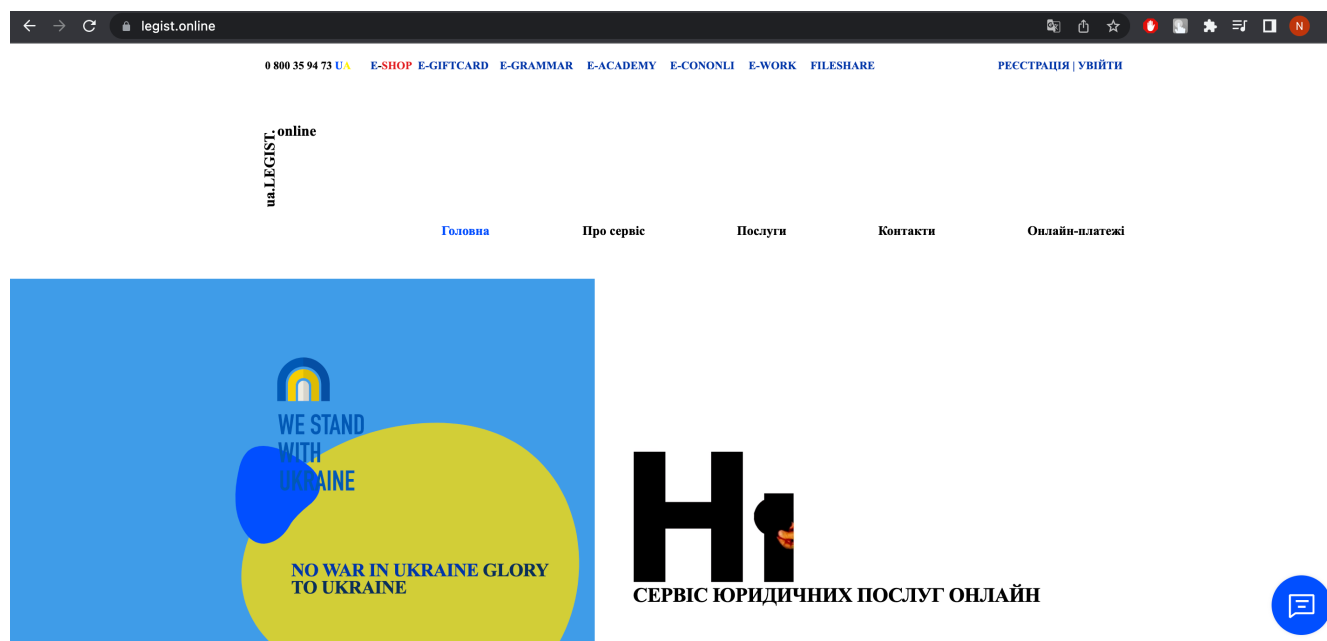 legist.online
N
0 800 35 94 73 UA E-SHOP E-GIFTCARD E-GRAMMAR E-ACADEMY E-CONONLI E-WORK FILESHARE РЕЄСТРАЦІЯ | УВІЙТИ
ua.LEGIST. online
Головна Про сервіс Послуги Контакти Онлайн-платежі
WE STAND
WITH
UKRAINE
NO WAR IN UKRAINE GLORY
TO UKRAINE
Hi
СЕРВІС ЮРИДИЧНИХ ПОСЛУГ ОНЛАЙН